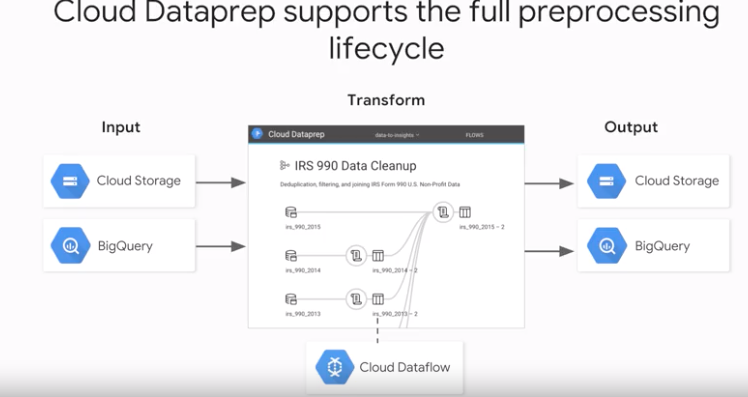 Cloud Dataprep supports the full preprocessing
lifecycle
Transform
Input
Output
Cloud Dataprep
data-to-insights
FLOWS
IRS 990 Data Cleanup
Deduplication, filtering, and joining IRS Form 990 U.S. Non-Profit Data
Cloud Storage
BigQuery
irs_990_2015
irs_990_2015 – 2
irs_990_2014
irs_990_2014 – 2
irs_990_2013
irs_990_2013 – 2
Cloud Storage
BigQuery
Cloud Dataflow